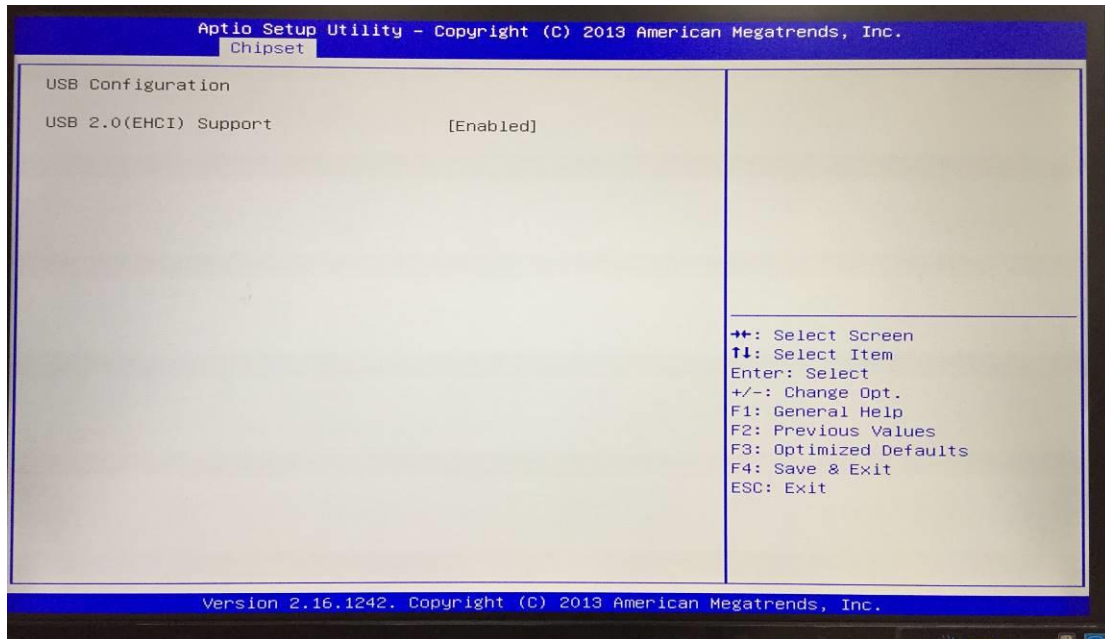 Aptio Setup Utility – Copyright (C) 2013 American Megatrends, Inc.
Chipset
USB Configuration
USB 2.0(EHCI) Support [Enabled]
→←: Select Screen
↑↓: Select Item
Enter: Select
+/-: Change Opt.
F1: General Help
F2: Previous Values
F3: Optimized Defaults
F4: Save & Exit
ESC: Exit
Version 2.16.1242. Copyright (C) 2013 American Megatrends, Inc.